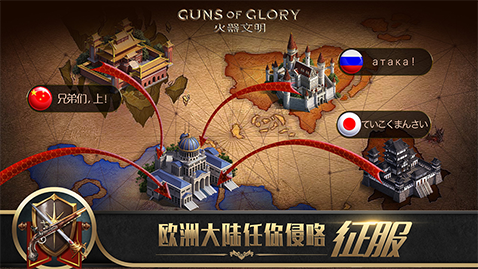 GUNS OF GLORY
火器文明
атака!
兄弟们,上!
ていこくまんさい
欧洲大陆任你侵略 征服